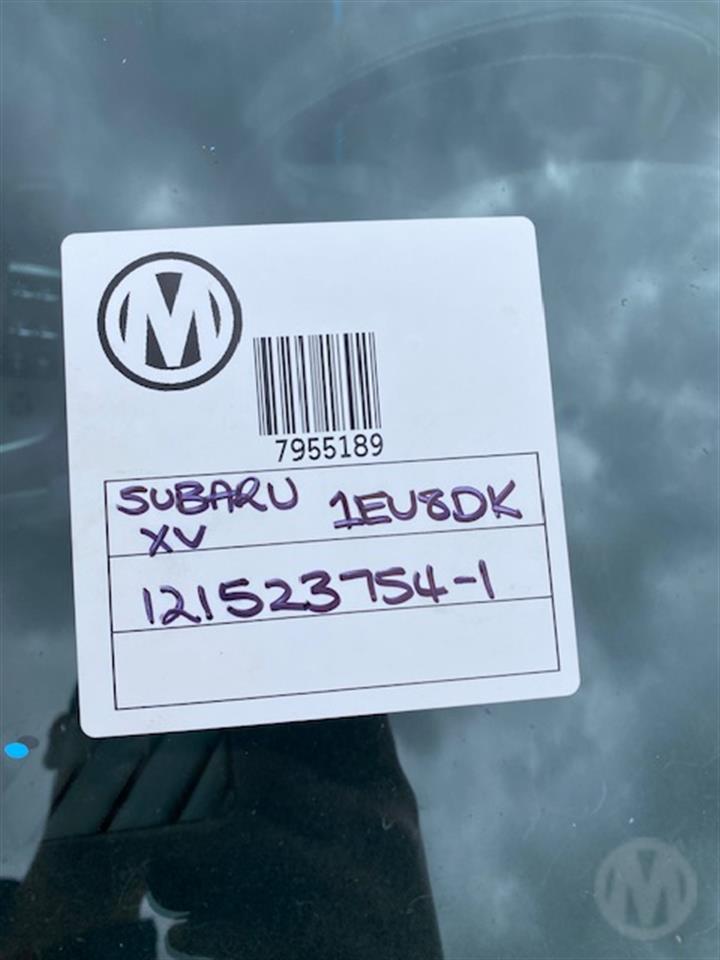 M
7955189
SUBARU 1EU8DK
XV
121523754-1
M